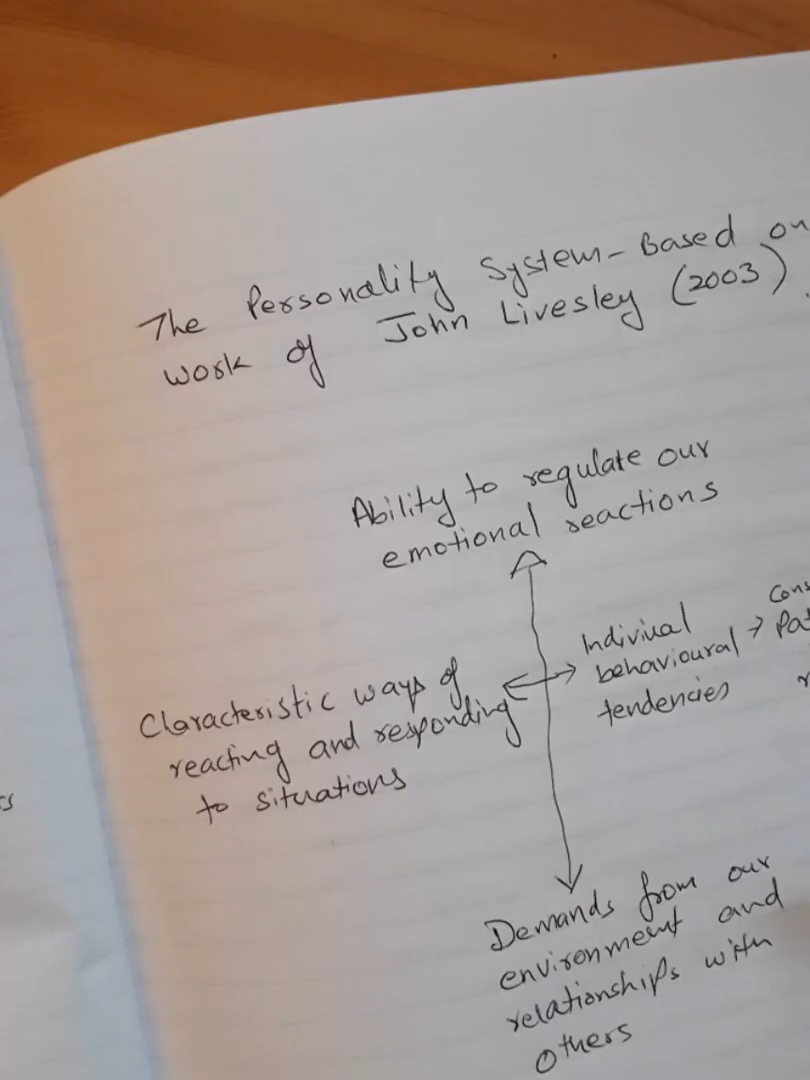 The Personality System - Based on
work of John Livesley (2003)
Ability to regulate our
emotional reactions
Characteristic ways of
reacting and responding
to situations
Indiviual
behavioural →
tendencies
Demands from our
environment and
relationships with
others